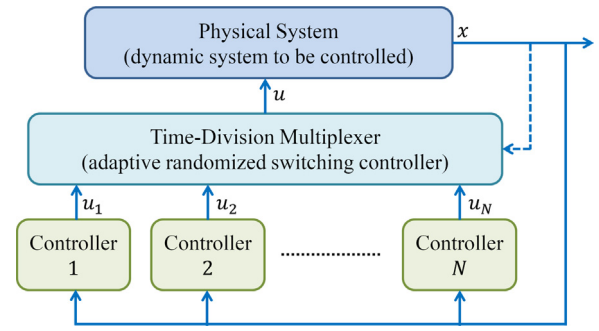 Physical System
(dynamic system to be controlled)
x
u
Time-Division Multiplexer
(adaptive randomized switching controller)
u₁
u₂
u_N
Controller
1
Controller
2
Controller
N